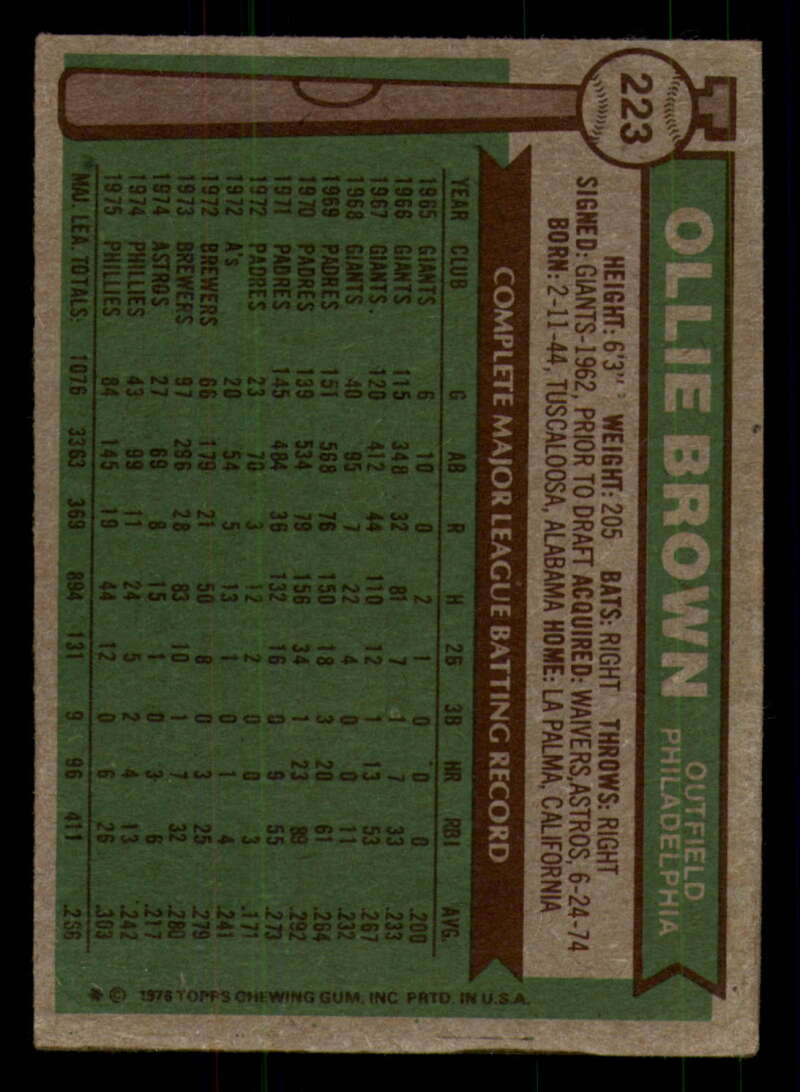 223
OLLIE BROWN
OUTFIELD
PHILADELPHIA
HEIGHT: 6'3" WEIGHT: 205 BATS: RIGHT THROWS: RIGHT
SIGNED: GIANTS-1962, PRIOR TO DRAFT ACQUIRED: WAIVERS, ASTROS, 6-24-74
BORN: 2-11-44, TUSCALOOSA, ALABAMA HOME: LA PALMA, CALIFORNIA
COMPLETE MAJOR LEAGUE BATTING RECORD
YEAR CLUB G AB R H 2B 3B HR RBI AVG.
1965 GIANTS 6 10 0 2 1 0 0 0 .200
1966 GIANTS 115 348 32 81 7 1 7 33 .233
1967 GIANTS. 120 412 44 110 12 1 13 53 .267
1968 GIANTS 40 95 7 22 4 0 0 11 .232
1969 PADRES 151 568 76 150 18 3 20 61 .264
1970 PADRES 139 534 79 156 34 1 23 89 .292
1971 PADRES 145 484 36 132 16 0 9 55 .273
1972 PADRES 23 70 3 12 2 0 0 3 .171
1972 A's 20 54 5 13 1 0 1 4 .241
1972 BREWERS 66 179 21 50 8 0 3 25 .279
1973 BREWERS 97 296 28 83 10 1 7 32 .280
1974 ASTROS 27 69 8 15 1 0 3 6 .217
1974 PHILLIES 43 99 11 24 5 2 4 13 .242
1975 PHILLIES 84 145 19 44 12 0 6 26 .303
MAJ. LEA. TOTALS: 1076 3363 369 894 131 9 96 411 .266
* © 1976 TOPPS CHEWING GUM, INC PRTD. IN U.S.A.